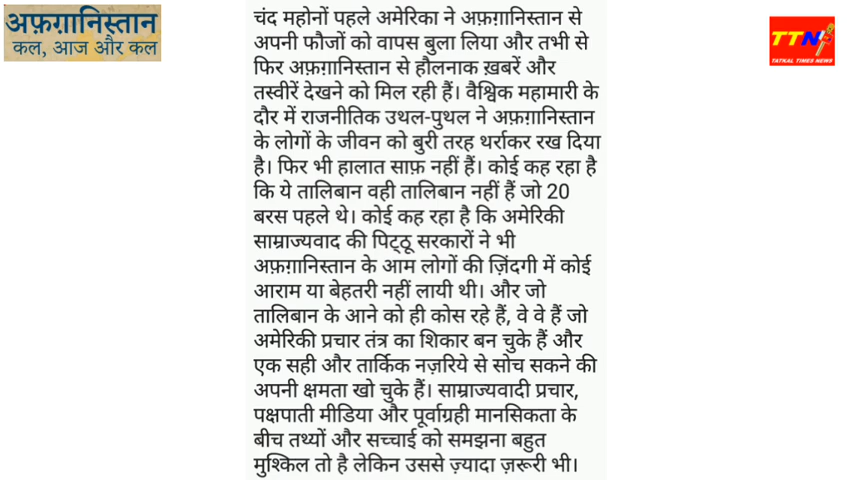 अफ़ग़ानिस्तान
कल, आज और कल
चंद महोनों पहले अमेरिका ने अफ़ग़ानिस्तान से
अपनी फौजों को वापस बुला लिया और तभी से
फिर अफ़ग़ानिस्तान से हौलनाक ख़बरें और
तस्वीरें देखने को मिल रही हैं। वैश्विक महामारी के
दौर में राजनीतिक उथल-पुथल ने अफ़ग़ानिस्तान
के लोगों के जीवन को बुरी तरह थर्राकर रख दिया
है। फिर भी हालात साफ़ नहीं हैं। कोई कह रहा है
कि ये तालिबान वही तालिबान नहीं हैं जो 20
बरस पहले थे। कोई कह रहा है कि अमेरिकी
साम्राज्यवाद की पिट्ठू सरकारों ने भी
अफ़ग़ानिस्तान के आम लोगों की ज़िंदगी में कोई
आराम या बेहतरी नहीं लायी थी। और जो
तालिबान के आने को ही कोस रहे हैं, वे वे हैं जो
अमेरिकी प्रचार तंत्र का शिकार बन चुके हैं और
एक सही और तार्किक नज़रिये से सोच सकने की
अपनी क्षमता खो चुके हैं। साम्राज्यवादी प्रचार,
पक्षपाती मीडिया और पूर्वाग्रही मानसिकता के
बीच तथ्यों और सच्चाई को समझना बहुत
मुश्किल तो है लेकिन उससे ज़्यादा ज़रूरी भी।
TTN
TATKAL TIMES NEWS